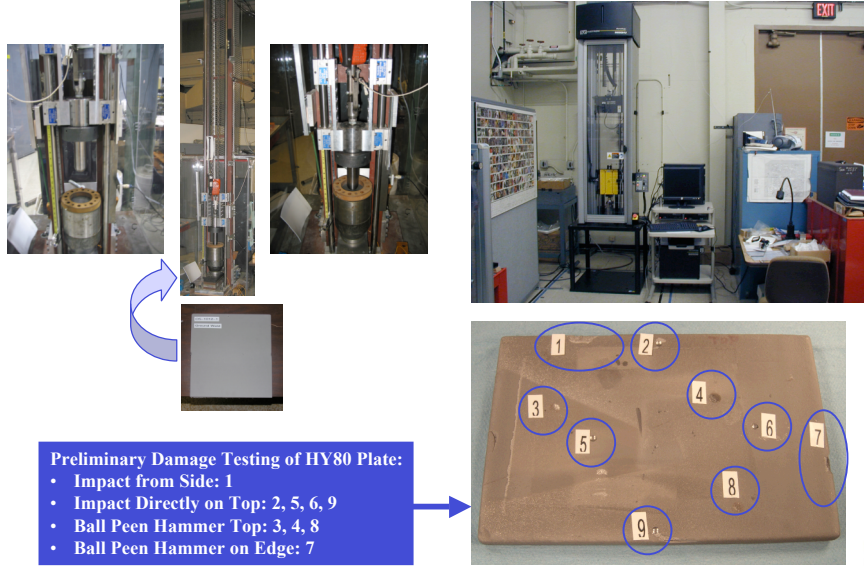 EXIT
1
2
3
4
5
6
7
8
9
Preliminary Damage Testing of HY80 Plate:
• Impact from Side: 1
• Impact Directly on Top: 2, 5, 6, 9
• Ball Peen Hammer Top: 3, 4, 8
• Ball Peen Hammer on Edge: 7